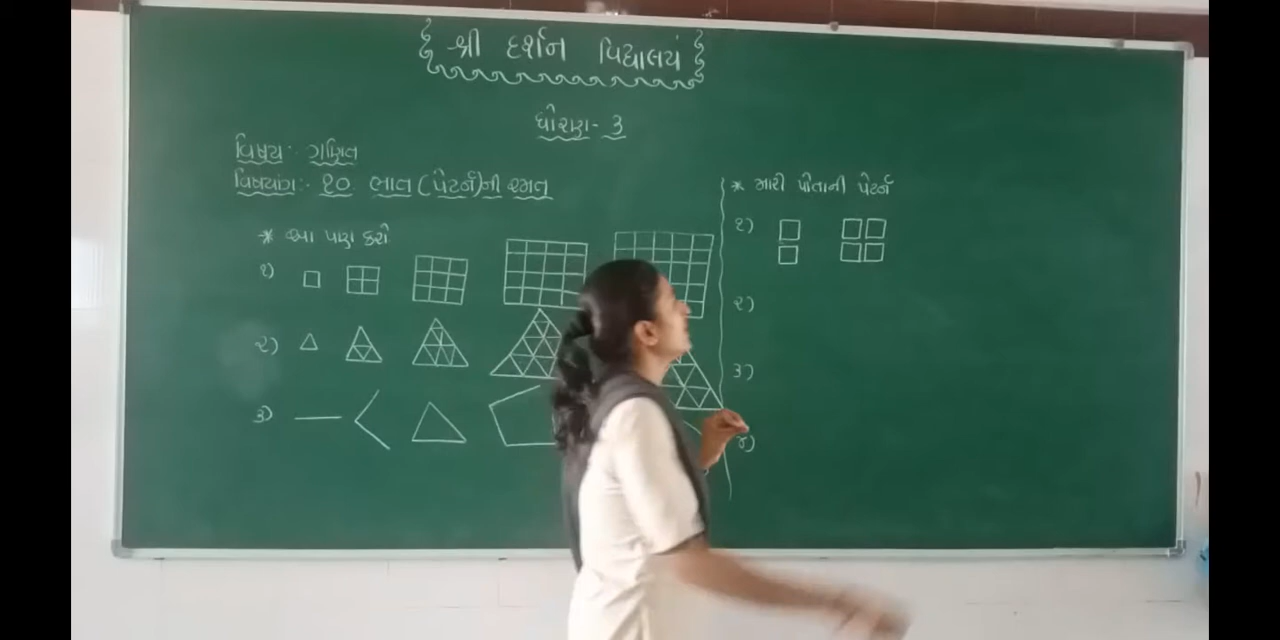 શ્રી દર્શન વિદ્યાલય
ધોરણ- ૩
વિષય:- ગણિત
વિષયાંગ:- ૧૦. ભાત (પેટર્ન)ની રમત
* આ પણ કરો
૧)
૨)
૩)
* મારી પોતાની પેટર્ન
૧)
૨)
૩)
૪)